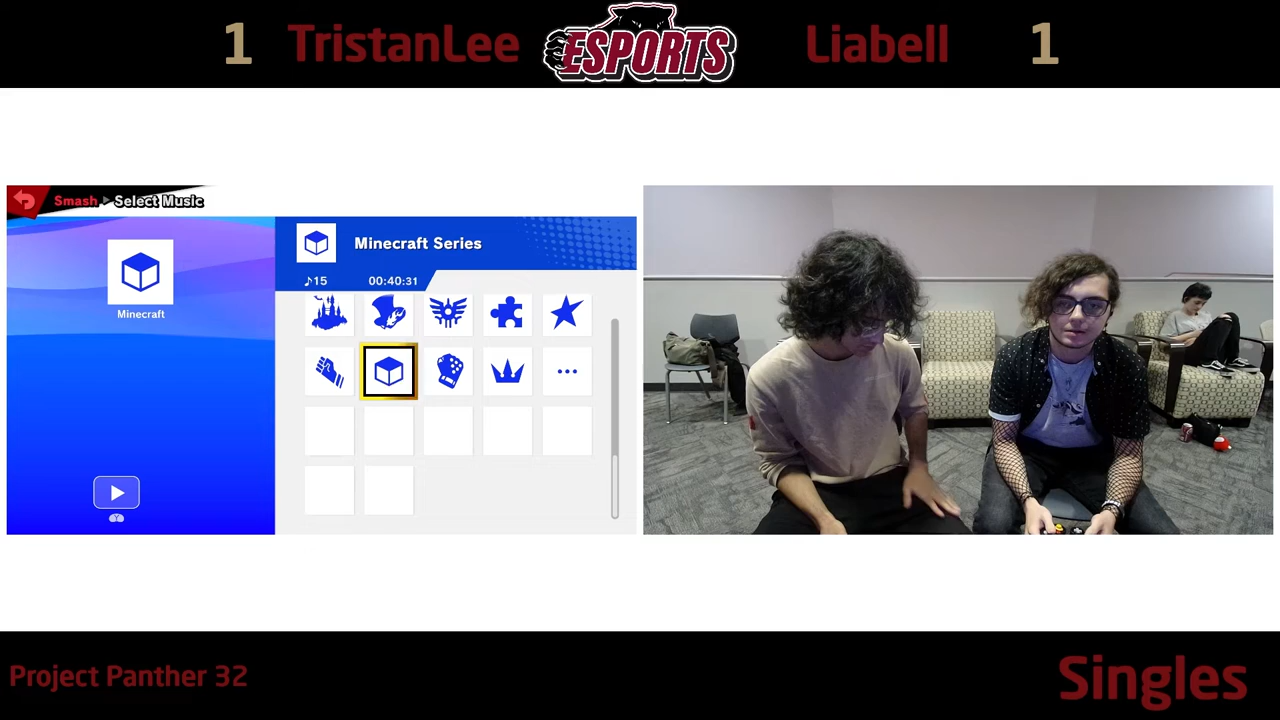 1 TristanLee ESPORTS Liabell 1
Smash ▸ Select Music
Minecraft Series
♪15 00:40:31
Minecraft
...
Project Panther 32
Singles